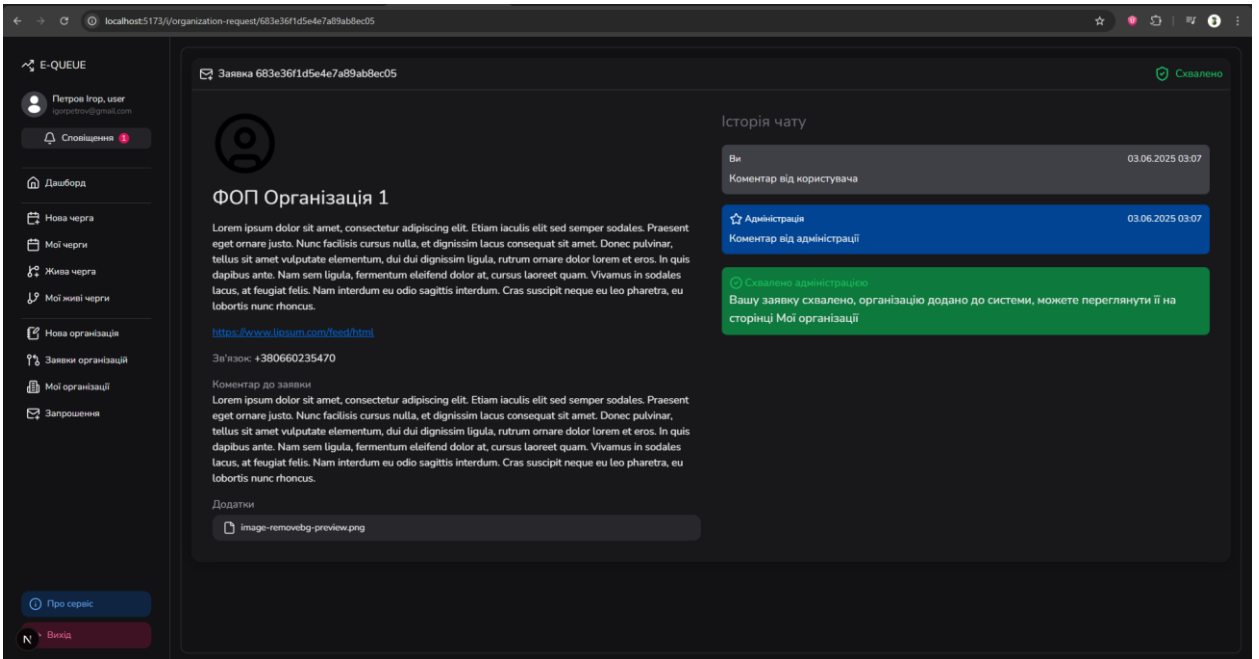 localhost:5173/i/organization-request/683e36f1d5e4e7a89ab8ec05
E-QUEUE
Петров Ігор, user
igorpetrov@gmail.com
Сповіщення 1
Дашборд
Нова черга
Мої черги
Жива черга
Мої живі черги
Нова організація
Заявки організацій
Мої організації
Запрошення
Про сервіс
N
Вихід
Заявка 683e36f1d5e4e7a89ab8ec05
Схвалено
ФОП Організація 1
Lorem ipsum dolor sit amet, consectetur adipiscing elit. Etiam iaculis elit sed semper sodales. Praesent
eget ornare justo. Nunc facilisis cursus nulla, et dignissim lacus consequat sit amet. Donec pulvinar,
tellus sit amet vulputate elementum, dui dui dignissim ligula, rutrum ornare dolor lorem et eros. In quis
dapibus ante. Nam sem ligula, fermentum eleifend dolor at, cursus laoreet quam. Vivamus in sodales
lacus, at feugiat felis. Nam interdum eu odio sagittis interdum. Cras suscipit neque eu leo pharetra, eu
lobortis nunc rhoncus.
https://www.lipsum.com/feed/html
Зв'язок: +380660235470
Коментар до заявки
Lorem ipsum dolor sit amet, consectetur adipiscing elit. Etiam iaculis elit sed semper sodales. Praesent
eget ornare justo. Nunc facilisis cursus nulla, et dignissim lacus consequat sit amet. Donec pulvinar,
tellus sit amet vulputate elementum, dui dui dignissim ligula, rutrum ornare dolor lorem et eros. In quis
dapibus ante. Nam sem ligula, fermentum eleifend dolor at, cursus laoreet quam. Vivamus in sodales
lacus, at feugiat felis. Nam interdum eu odio sagittis interdum. Cras suscipit neque eu leo pharetra, eu
lobortis nunc rhoncus.
Додатки
image-removebg-preview.png
Історія чату
Ви 03.06.2025 03:07
Коментар від користувача
Адміністрація 03.06.2025 03:07
Коментар від адміністрації
Схвалено адміністрацією
Вашу заявку схвалено, організацію додано до системи, можете переглянути її на
сторінці Мої організації